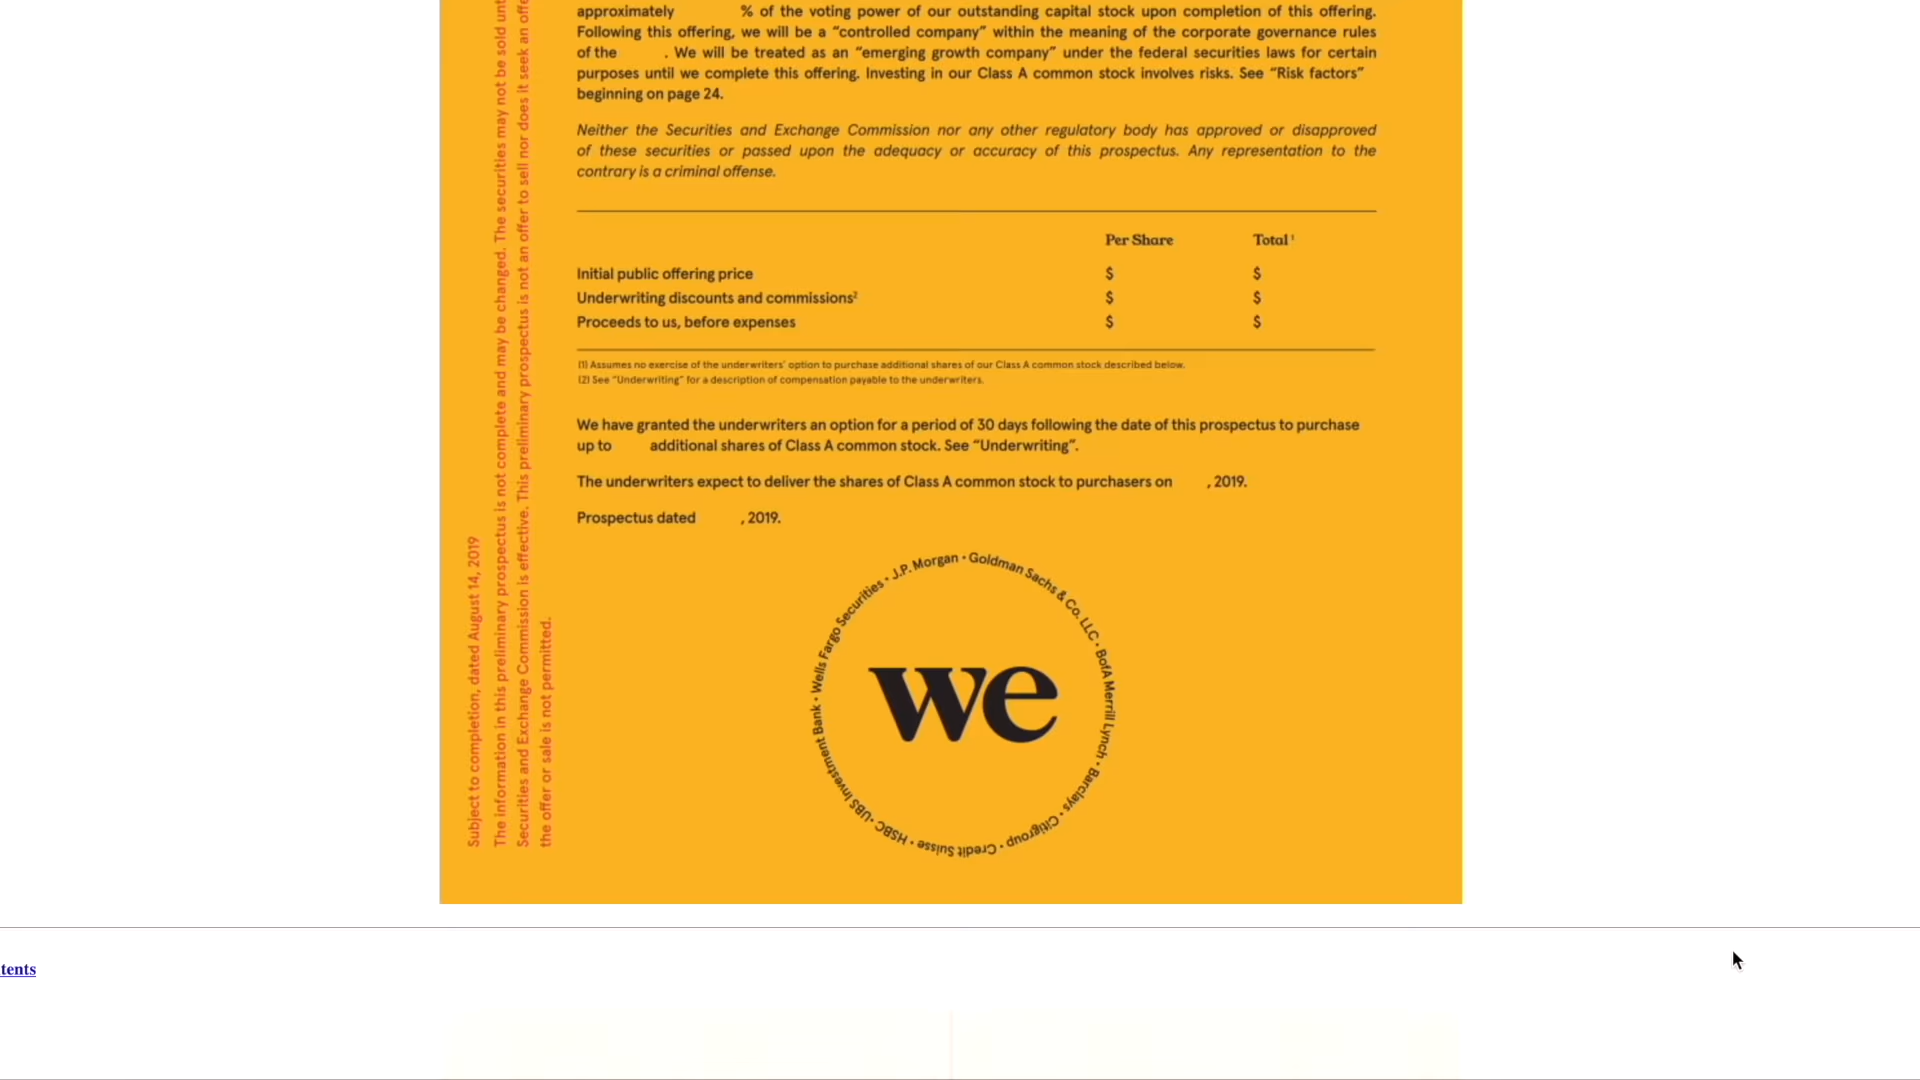 Subject to completion, dated August 14, 2019
The information in this preliminary prospectus is not complete and may be changed. The securities may not be sold
Securities and Exchange Commission is effective. This preliminary prospectus is not an offer to sell nor does it seek an
the offer or sale is not permitted.
approximately % of the voting power of our outstanding capital stock upon completion of this offering.
Following this offering, we will be a “controlled company” within the meaning of the corporate governance rules
of the . We will be treated as an “emerging growth company” under the federal securities laws for certain
purposes until we complete this offering. Investing in our Class A common stock involves risks. See “Risk factors”
beginning on page 24.
Neither the Securities and Exchange Commission nor any other regulatory body has approved or disapproved
of these securities or passed upon the adequacy or accuracy of this prospectus. Any representation to the
contrary is a criminal offense.
Per Share Total 1
Initial public offering price $ $
Underwriting discounts and commissions2 $ $
Proceeds to us, before expenses $ $
(1) Assumes no exercise of the underwriters’ option to purchase additional shares of our Class A common stock described below.
(2) See “Underwriting” for a description of compensation payable to the underwriters.
We have granted the underwriters an option for a period of 30 days following the date of this prospectus to purchase
up to additional shares of Class A common stock. See “Underwriting”.
The underwriters expect to deliver the shares of Class A common stock to purchasers on , 2019.
Prospectus dated , 2019.
J.P. Morgan • Goldman Sachs & Co. LLC • BofA Merrill Lynch • Barclays • Citigroup • Credit Suisse • HSBC • UBS Investment Bank • Wells Fargo Securities •
we
tents